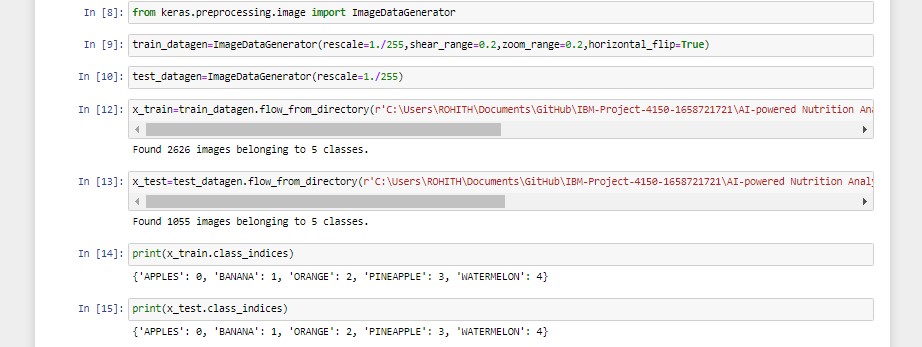 In [8]: from keras.preprocessing.image import ImageDataGenerator
In [9]: train_datagen=ImageDataGenerator(rescale=1./255,shear_range=0.2,zoom_range=0.2,horizontal_flip=True)
In [10]: test_datagen=ImageDataGenerator(rescale=1./255)
In [12]: x_train=train_datagen.flow_from_directory(r'C:\Users\ROHITH\Documents\GitHub\IBM-Project-4150-1658721721\AI-powered Nutrition Ana
Found 2626 images belonging to 5 classes.
In [13]: x_test=test_datagen.flow_from_directory(r'C:\Users\ROHITH\Documents\GitHub\IBM-Project-4150-1658721721\AI-powered Nutrition Analy
Found 1055 images belonging to 5 classes.
In [14]: print(x_train.class_indices)
{'APPLES': 0, 'BANANA': 1, 'ORANGE': 2, 'PINEAPPLE': 3, 'WATERMELON': 4}
In [15]: print(x_test.class_indices)
{'APPLES': 0, 'BANANA': 1, 'ORANGE': 2, 'PINEAPPLE': 3, 'WATERMELON': 4}